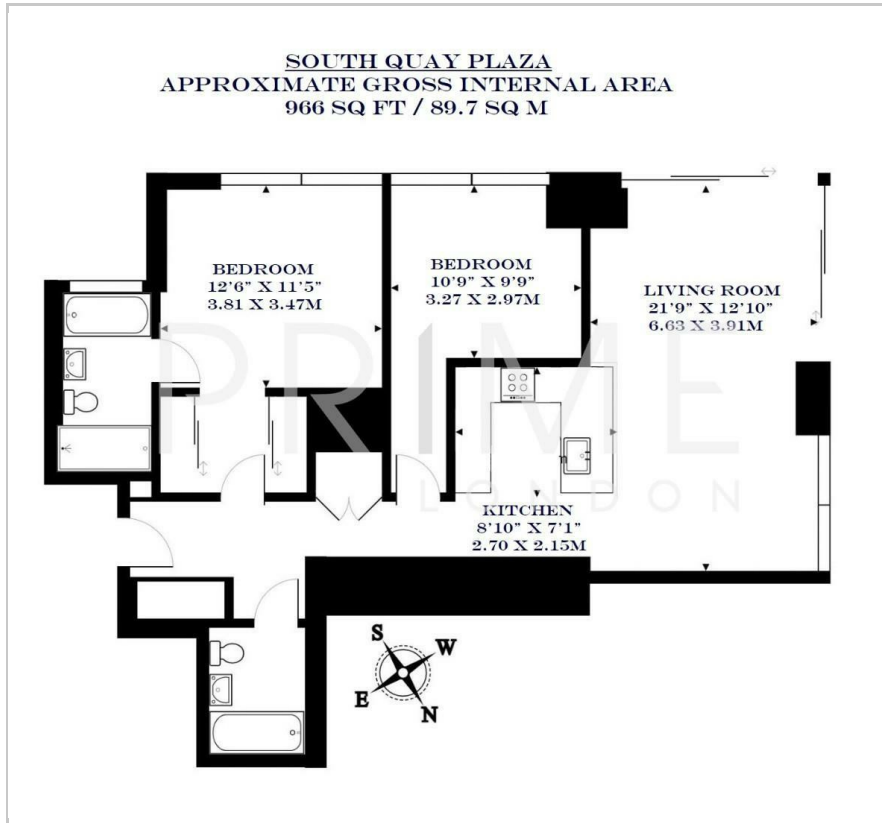 SOUTH QUAY PLAZA
APPROXIMATE GROSS INTERNAL AREA
966 SQ FT / 89.7 SQ M
BEDROOM
12'6" X 11'5"
3.81 X 3.47M
BEDROOM
10'9" X 9'9"
3.27 X 2.97M
LIVING ROOM
21'9" X 12'10"
6.63 X 3.91M
PRIME
LONDON
KITCHEN
8'10" X 7'1"
2.70 X 2.15M
S
W
E
N